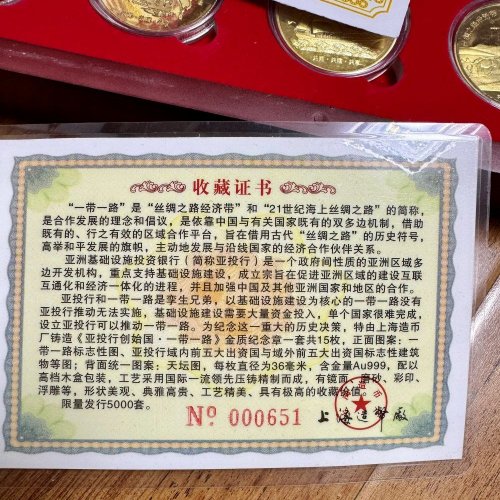 共商·共建·共享
收藏证书
“一带一路”是“丝绸之路经济带”和“21世纪海上丝绸之路”的简称，
是合作发展的理念和倡议，是依靠中国与有关国家既有的双多边机制，借助
既有的、行之有效的区域合作平台，旨在借用古代“丝绸之路”的历史符号，
高举和平发展的旗帜，主动地发展与沿线国家的经济合作伙伴关系。
亚洲基础设施投资银行（简称亚投行）是一个政府间性质的亚洲区域多
边开发机构，重点支持基础设施建设，成立宗旨在促进亚洲区域的建设互联
互通化和经济一体化的进程，并且加强中国及其他亚洲国家和地区的合作。
亚投行和一带一路是孪生兄弟，以基础设施建设为核心的一带一路没有
亚投行推动无法实施，基础设施建设需要大量资金投入，单个国家很难完成，
设立亚投行可以推动一带一路。为纪念这一重大的历史决策，特由上海造币
厂铸造《亚投行创始国·一带一路》金质纪念章一套共15枚，正面图案：一
带一路标志性图、亚投行域内前五大出资国与域外前五大出资国标志性建筑
物等图；背面统一图案：天坛图，每枚直径为36毫米，含金量Au999，配以
高档木盒包装，工艺采用国际一流领先压铸精制而成，有镜面、磨砂、彩印、
浮雕等，形状美观、典雅高贵、工艺精美、具有极高的收藏价值。
限量发行5000套。
№ 000651
上海造币厂